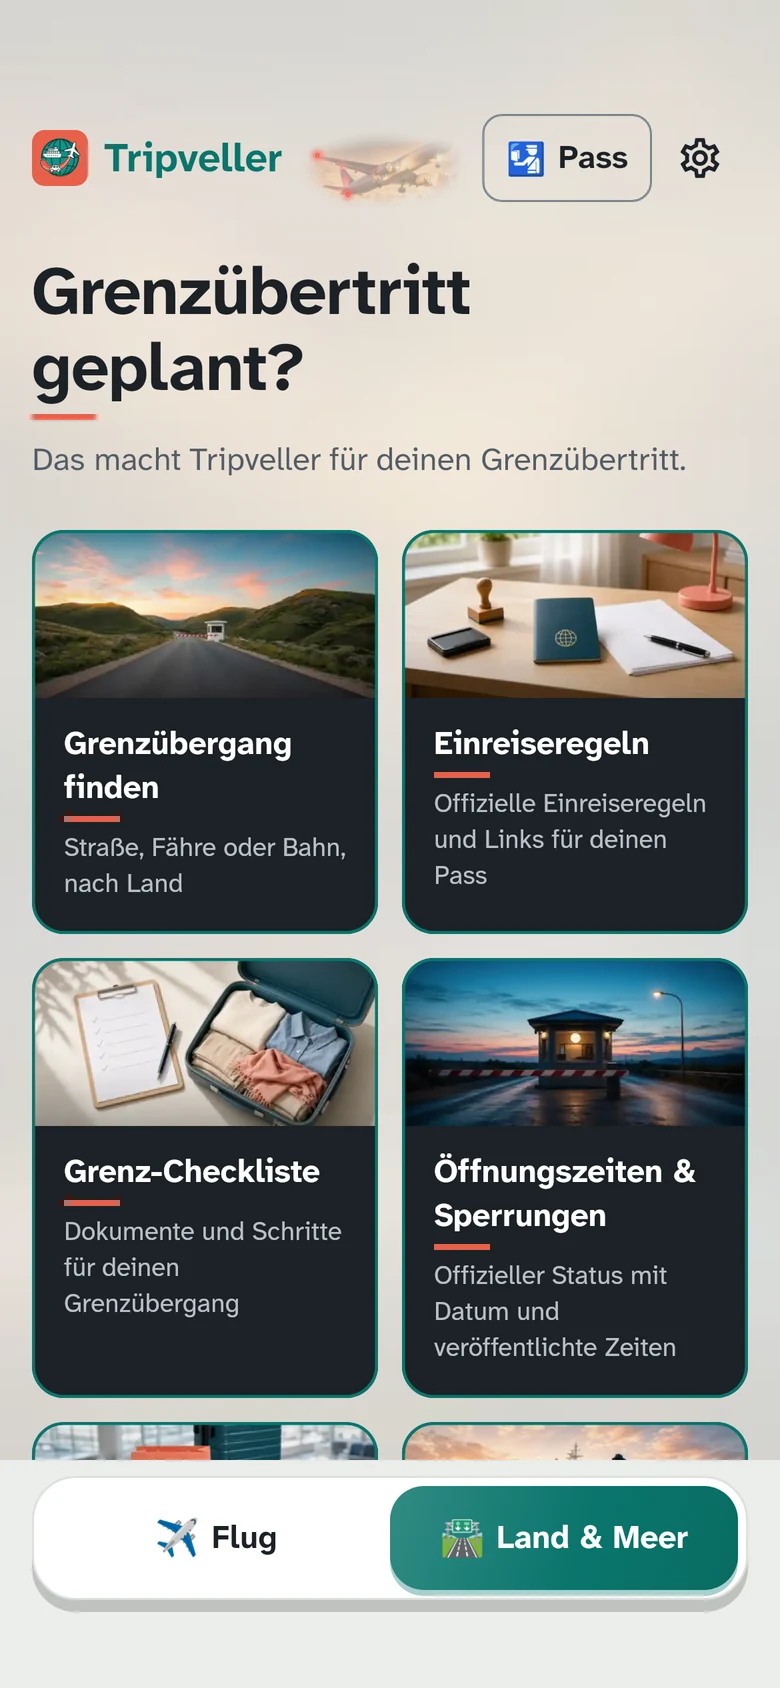 Tripveller
Pass
Grenzübertritt
geplant?
Das macht Tripveller für deinen Grenzübertritt.
Grenzübergang
finden
Straße, Fähre oder Bahn,
nach Land
Einreiseregeln
Offizielle Einreiseregeln
und Links für deinen
Pass
Grenz-Checkliste
Dokumente und Schritte
für deinen
Grenzübergang
Öffnungszeiten &
Sperrungen
Offizieller Status mit
Datum und
veröffentlichte Zeiten
Flug
Land & Meer